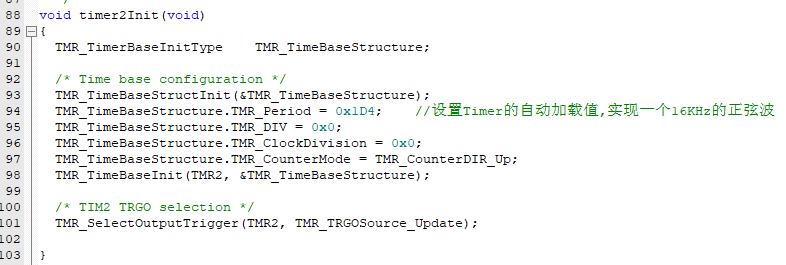 88 void timer2Init(void)
89 {
90 TMR_TimerBaseInitType    TMR_TimeBaseStructure;
91
92 /* Time base configuration */
93 TMR_TimeBaseStructInit(&TMR_TimeBaseStructure);
94 TMR_TimeBaseStructure.TMR_Period = 0x1D4;    //设置Timer的自动加载值,实现一个16KHz的正弦波
95 TMR_TimeBaseStructure.TMR_DIV = 0x0;
96 TMR_TimeBaseStructure.TMR_ClockDivision = 0x0;
97 TMR_TimeBaseStructure.TMR_CounterMode = TMR_CounterDIR_Up;
98 TMR_TimeBaseInit(TMR2, &TMR_TimeBaseStructure);
99
100 /* TIM2 TRGO selection */
101 TMR_SelectOutputTrigger(TMR2, TMR_TRGOSource_Update);
102
103 }